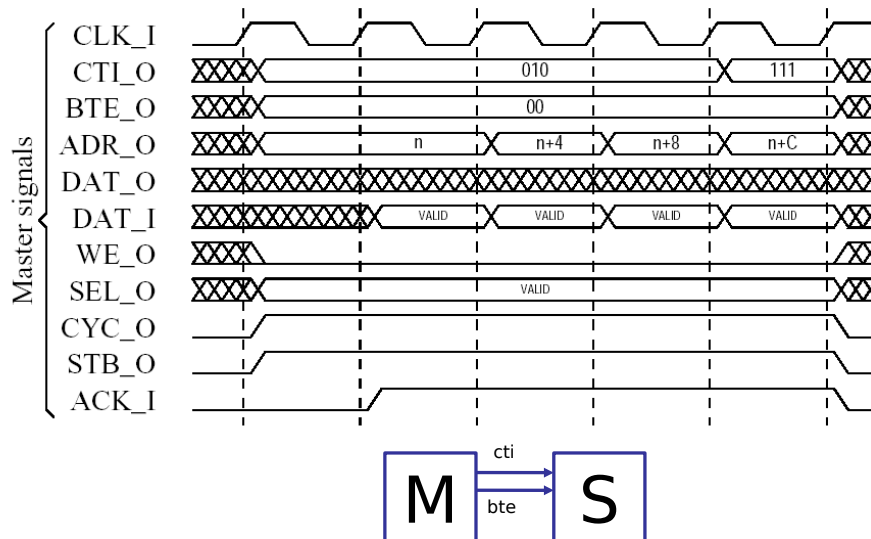 Master signals
CLK_I
CTI_O 010 111
BTE_O 00
ADR_O n n+4 n+8 n+C
DAT_O
DAT_I VALID VALID VALID VALID
WE_O
SEL_O VALID
CYC_O
STB_O
ACK_I
cti
M S
bte